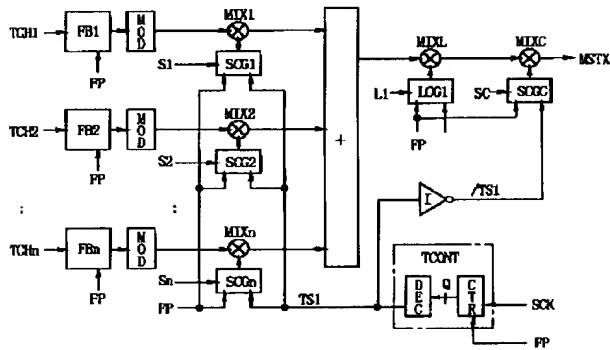 TCH1 FB1 MOD MIX1 MIXL MIXC MSTX
S1 SCG1 L1 LOG1 SC SCGC
FP
TCH2 FB2 MOD MIX2 + FP
S2 SCG2
FP I /TS1
: :
TCHn FBn MOD MIXn TCONT
Sn SCGn DEC Q CTR SCK
FP FP TS1 FP